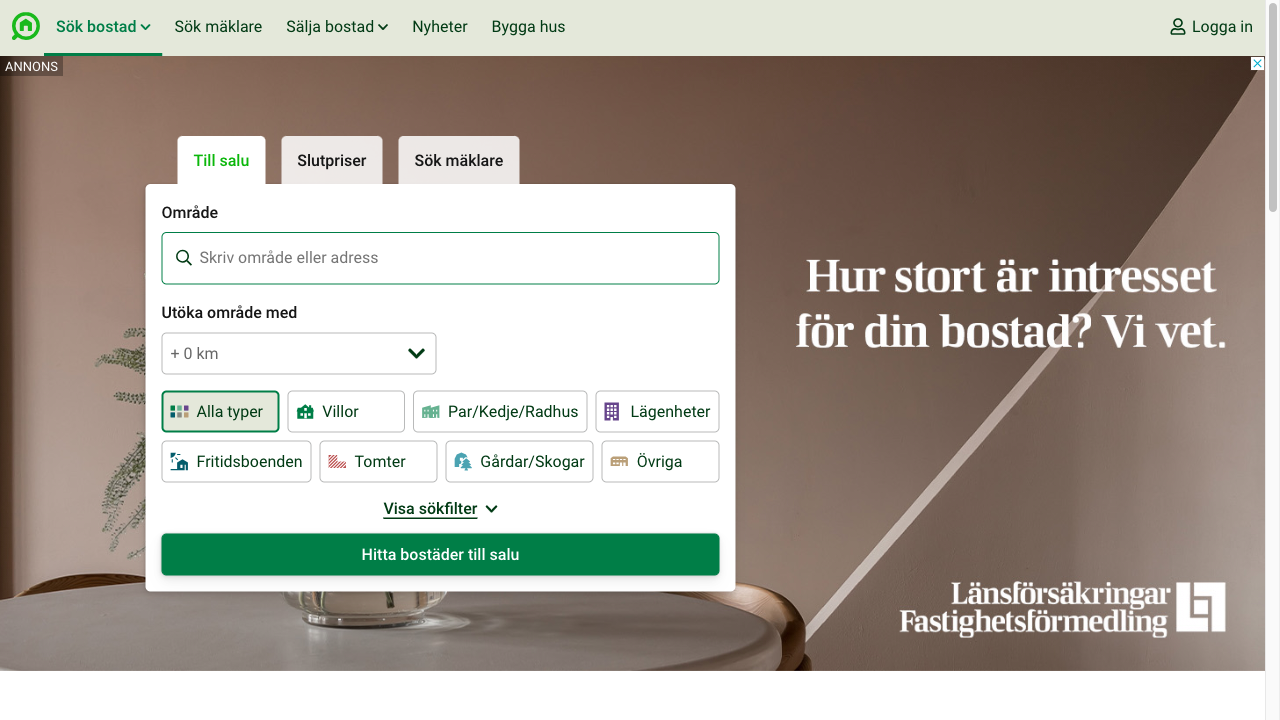 Sök bostad
Sök mäklare
Sälja bostad
Nyheter
Bygga hus
Logga in
ANNONS
Till salu
Slutpriser
Sök mäklare
Område
Skriv område eller adress
Utöka område med
+ 0 km
Alla typer
Villor
Par/Kedje/Radhus
Lägenheter
Fritidsboenden
Tomter
Gårdar/Skogar
Övriga
Visa sökfilter
Hitta bostäder till salu
Hur stort är intresset
för din bostad? Vi vet.
Länsförsäkringar
Fastighetsförmedling